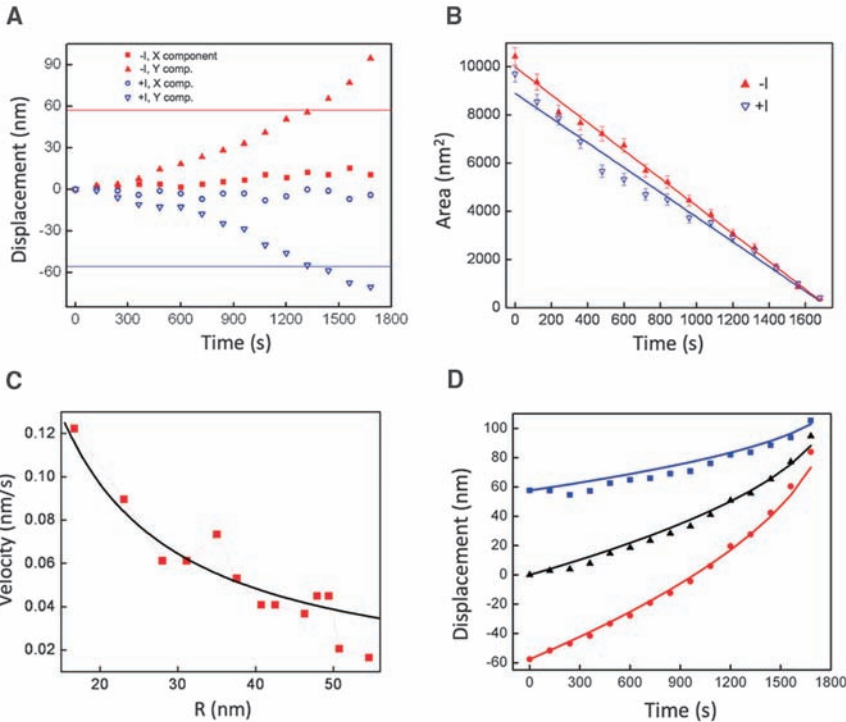 A
Displacement (nm)
90
60
30
0
-30
-60
-I, X component
-I, Y comp.
+I, X comp.
+I, Y comp.
0 300 600 900 1200 1500 1800
Time (s)
B
Area (nm²)
10000
8000
6000
4000
2000
0
-I
+I
0 200 400 600 800 1000 1200 1400 1600
Time (s)
C
Velocity (nm/s)
0.12
0.10
0.08
0.06
0.04
0.02
20 30 40 50
R (nm)
D
Displacement (nm)
100
80
60
40
20
0
-20
-40
-60
0 300 600 900 1200 1500 1800
Time (s)